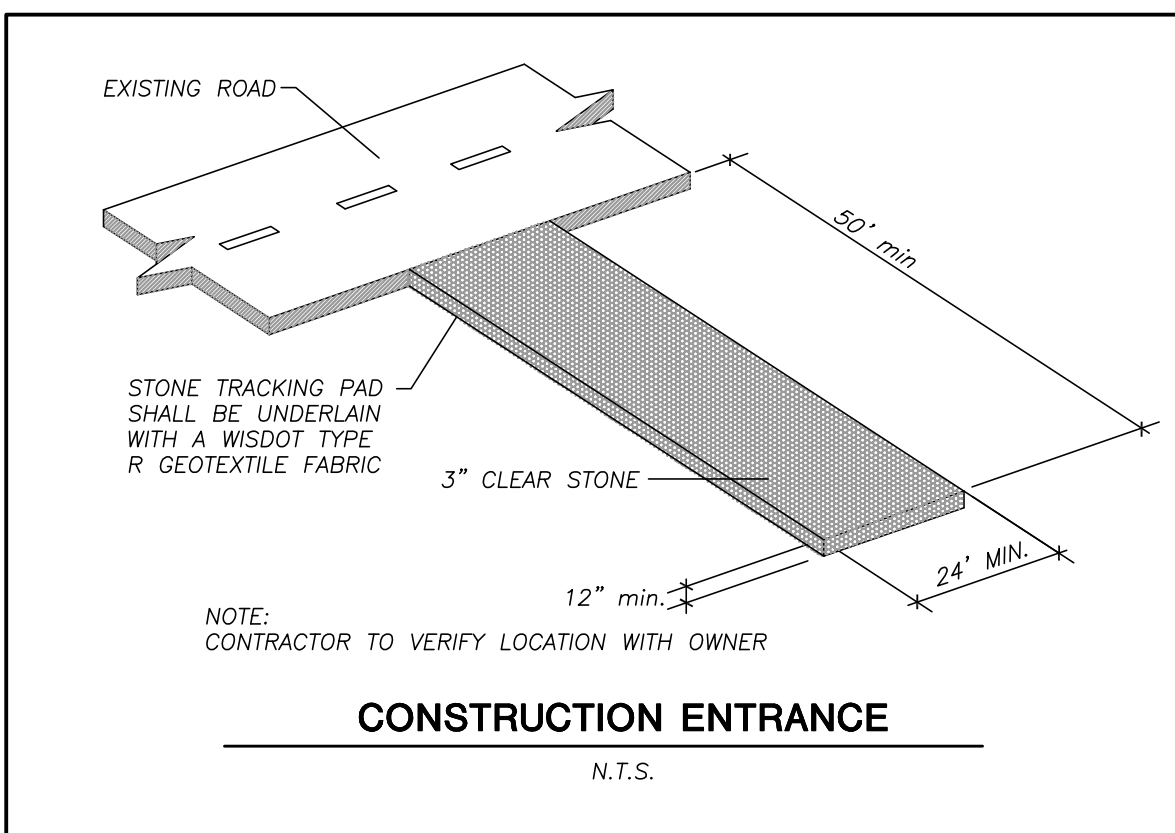 EXISTING ROAD
50' min
STONE TRACKING PAD
SHALL BE UNDERLAIN
WITH A WISDOT TYPE
R GEOTEXTILE FABRIC
3" CLEAR STONE
24' MIN.
12" min.
NOTE:
CONTRACTOR TO VERIFY LOCATION WITH OWNER
CONSTRUCTION ENTRANCE
N.T.S.